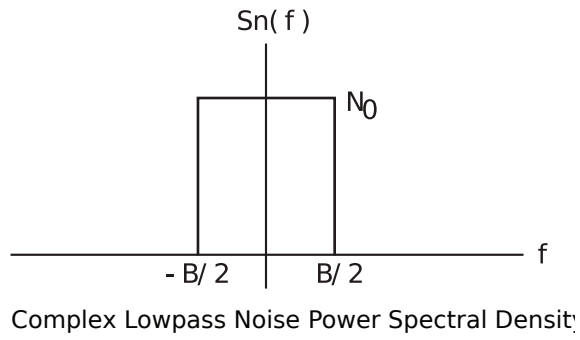 Sn( f )
N0
f
- B/ 2
B/ 2
Complex Lowpass Noise Power Spectral Density